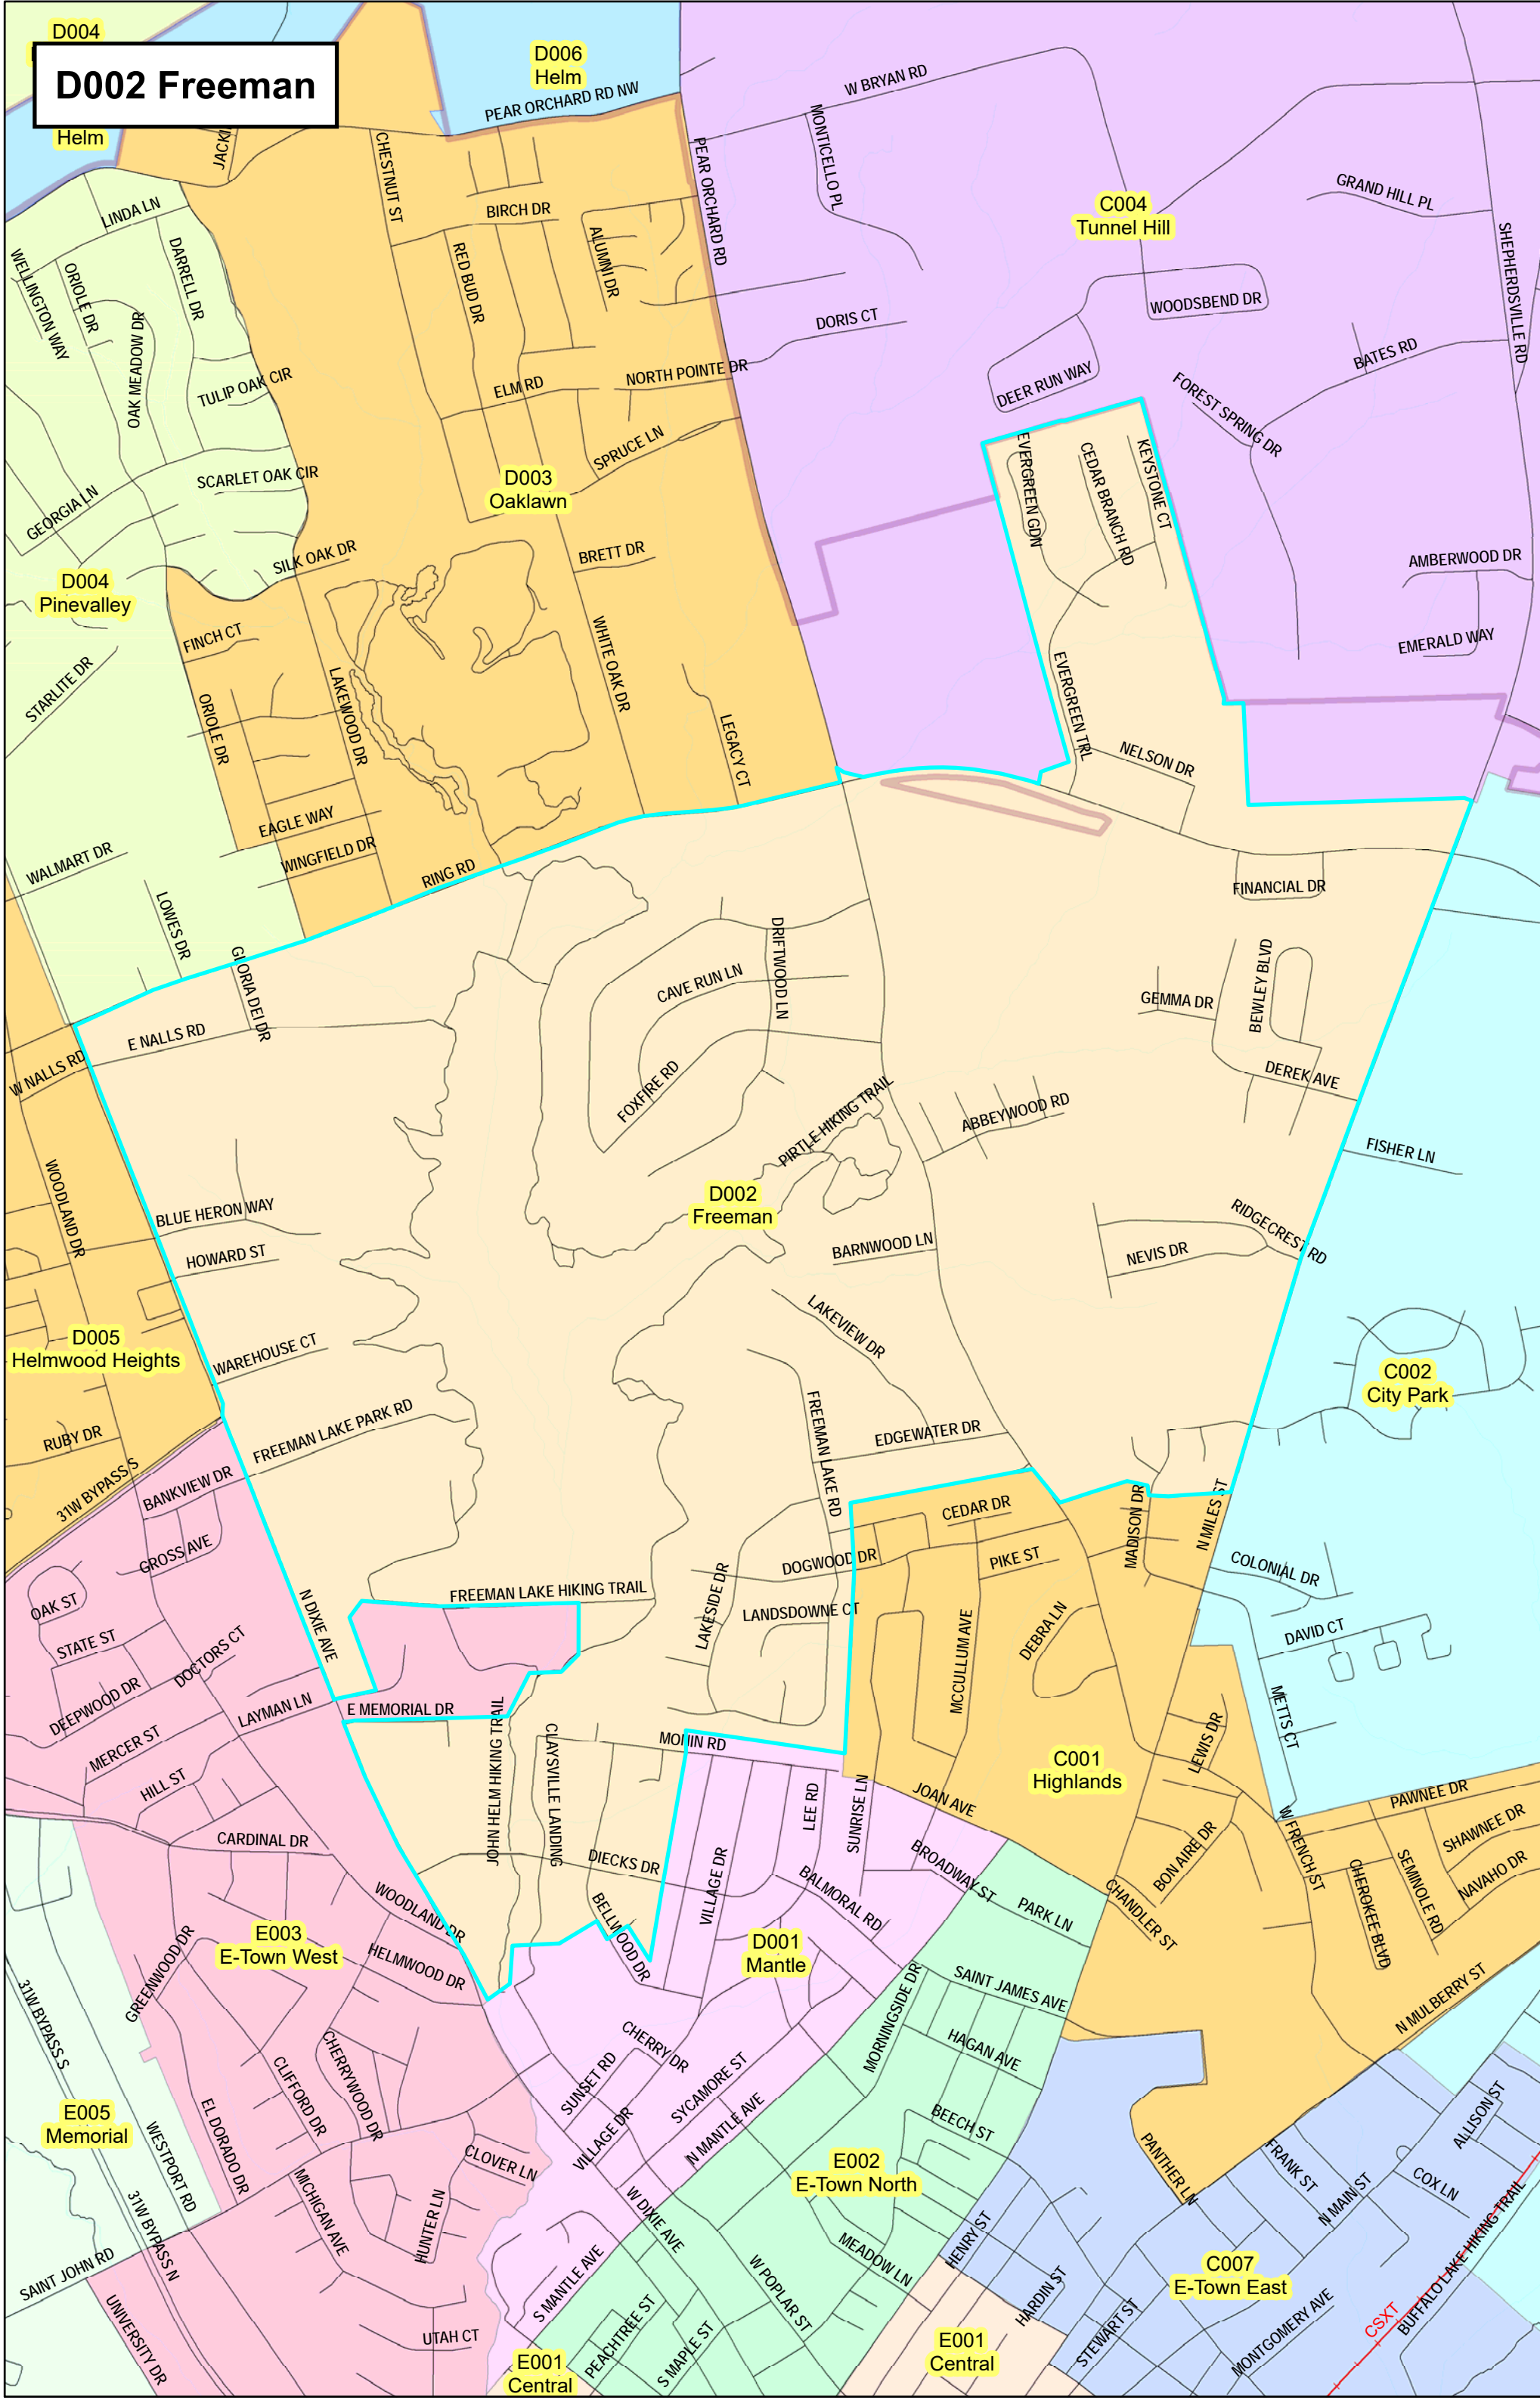 D004
D002 Freeman
Helm
D006
Helm
PEAR ORCHARD RD NW
W BRYAN RD
MONTICELLO PL
PEAR ORCHARD RD
C004
Tunnel Hill
GRAND HILL PL
SHEPHERDSVILLE RD
CHESTNUT ST
LINDA LN
DARRELL DR
WELLINGTON WAY
ORIOLE DR
OAK MEADOW DR
BIRCH DR
ALUMNI DR
RED BUD DR
WOODSBEND DR
DORIS CT
BATES RD
DEER RUN WAY
FOREST SPRING DR
TULIP OAK CIR
ELM RD
NORTH POINTE DR
SPRUCE LN
SCARLET OAK CIR
D003
Oaklawn
GEORGIA LN
EVERGREEN GDN
CEDAR BRANCH RD
KEYSTONE CT
SILK OAK DR
BRETT DR
AMBERWOOD DR
D004
Pinevalley
FINCH CT
EMERALD WAY
STARLITE DR
ORIOLE DR
LAKEWOOD DR
WHITE OAK DR
LEGACY CT
EVERGREEN TRL
NELSON DR
EAGLE WAY
WINGFIELD DR
RING RD
WALMART DR
LOWES DR
GLORIA DEI DR
FINANCIAL DR
DRIFTWOOD LN
CAVE RUN LN
GEMMA DR
BEWLEY BLVD
E NALLS RD
W NALLS RD
FOXFIRE RD
DEREK AVE
PIRTLE HIKING TRAIL
ABBEYWOOD RD
FISHER LN
WOODLAND DR
BLUE HERON WAY
HOWARD ST
D002
Freeman
BARNWOOD LN
RIDGECREST RD
NEVIS DR
LAKEVIEW DR
D005
Helmwood Heights
WAREHOUSE CT
C002
City Park
FREEMAN LAKE PARK RD
FREEMAN LAKE RD
EDGEWATER DR
RUBY DR
31W BYPASS S
BANKVIEW DR
CEDAR DR
MADISON DR
N MILES ST
GROSS AVE
DOGWOOD DR
PIKE ST
COLONIAL DR
OAK ST
N DIXIE AVE
FREEMAN LAKE HIKING TRAIL
LAKESIDE DR
LANDSDOWNE CT
MCCULLUM AVE
DEBRA LN
DAVID CT
STATE ST
DOCTORS CT
DEEPWOOD DR
LAYMAN LN
E MEMORIAL DR
METTS CT
MERCER ST
JOHN HELM HIKING TRAIL
CLAYSVILLE LANDING
LEWIS DR
HILL ST
C001
Highlands
LEE RD
SUNRISE LN
JOAN AVE
PAWNEE DR
W FRENCH ST
SHAWNEE DR
CARDINAL DR
DIECKS DR
VILLAGE DR
BALMORAL RD
BROADWAY ST
BON AIRE DR
CHEROKEE BLVD
SEMINOLE RD
NAVAHO DR
WOODLAND DR
BELLWOOD DR
PARK LN
CHANDLER ST
E003
E-Town West
D001
Mantle
GREENWOOD DR
HELMWOOD DR
SAINT JAMES AVE
31W BYPASS S
MORNINGSIDE DR
HAGAN AVE
N MULBERRY ST
CHERRY DR
CLIFFORD DR
CHERRYWOOD DR
SUNSET RD
SYCAMORE ST
E005
Memorial
EL DORADO DR
VILLAGE DR
N MANTLE AVE
BEECH ST
ALLISON ST
WESTPORT RD
CLOVER LN
E002
E-Town North
PANTHER LN
FRANK ST
COX LN
MICHIGAN AVE
HUNTER LN
W DIXIE AVE
N MAIN ST
31W BYPASS N
HENRY ST
MEADOW LN
SAINT JOHN RD
UNIVERSITY DR
S MANTLE AVE
W POPLAR ST
C007
E-Town East
HARDIN ST
BUFFALO LAKE HIKING TRAIL
PEACHTREE ST
S MAPLE ST
STEWART ST
MONTGOMERY AVE
CSXT
UTAH CT
E001
Central
E001
Central